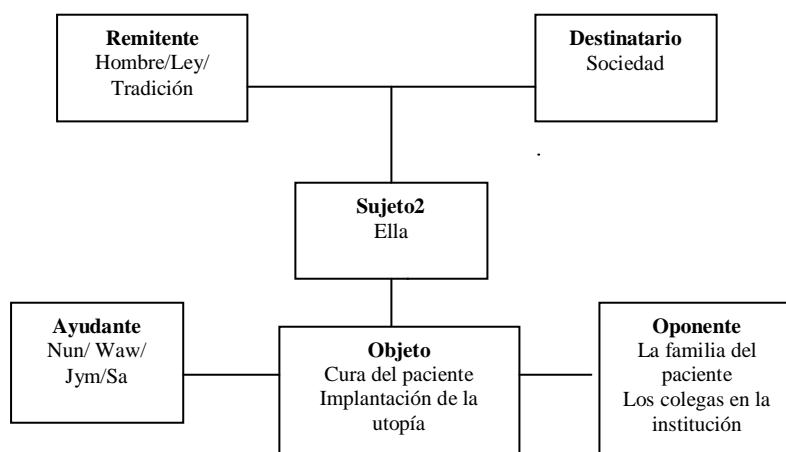 Remitente
Hombre/Ley/
Tradición
Destinatario
Sociedad
Sujeto2
Ella
Ayudante
Nun/ Waw/
Jym/Sa
Objeto
Cura del paciente
Implantación de la
utopía
Oponente
La familia del
paciente
Los colegas en la
institución